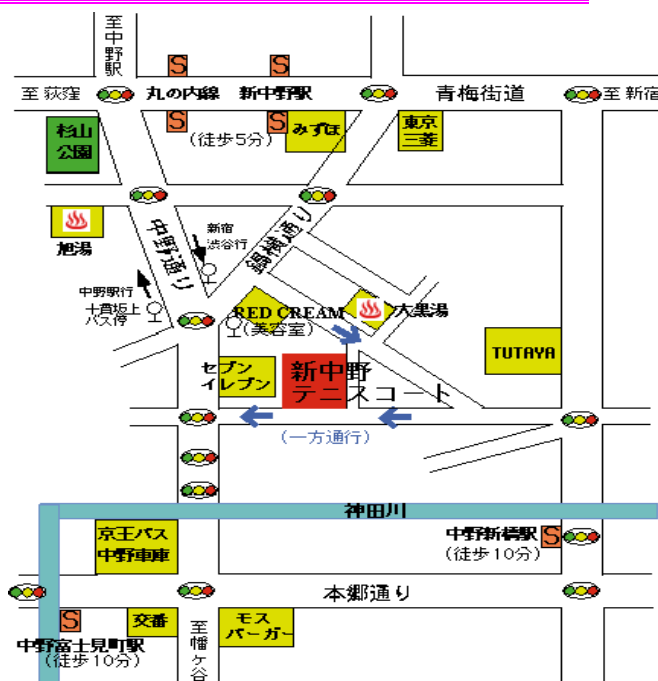 至中野駅
至 荻窪
丸の内線 新中野駅
青梅街道
至 新宿
S
S
S
S
(徒歩5分)
みずほ
東京
三菱
杉山
公園
旭湯
中野通り
新宿
渋谷行
鍋横通り
中野駅行
十貫坂上
バス停
RED CREAM
(美容室)
大黒湯
TUTAYA
セブン
イレブン
新中野
テニスコート
(一方通行)
神田川
京王バス
中野車庫
中野新橋駅
S
(徒歩10分)
本郷通り
S
中野富士見町駅
(徒歩10分)
交番
至幡ヶ谷
モス
バーガー